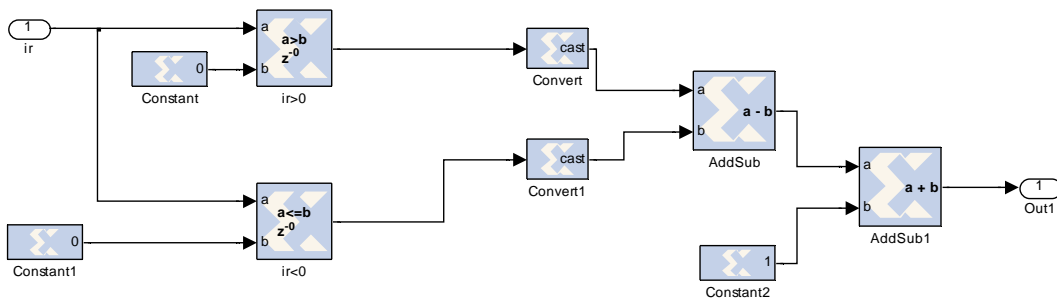 1
ir
a
a>b
z-0
b
ir>0
0
Constant
cast
Convert
a
a - b
b
AddSub
cast
Convert1
a
a<=b
z-0
b
ir<0
0
Constant1
a
a + b
b
AddSub1
1
Out1
1
Constant2